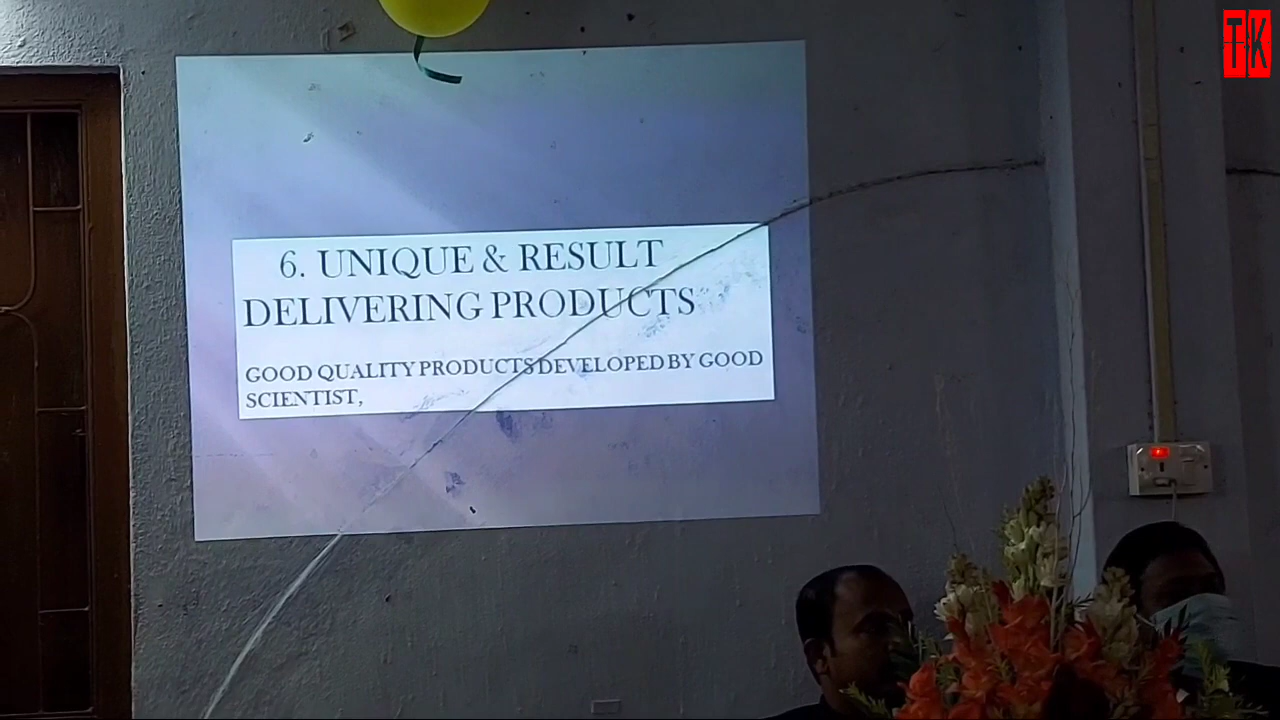 TK
6. UNIQUE & RESULT
DELIVERING PRODUCTS
GOOD QUALITY PRODUCTS DEVELOPED BY GOOD
SCIENTIST,